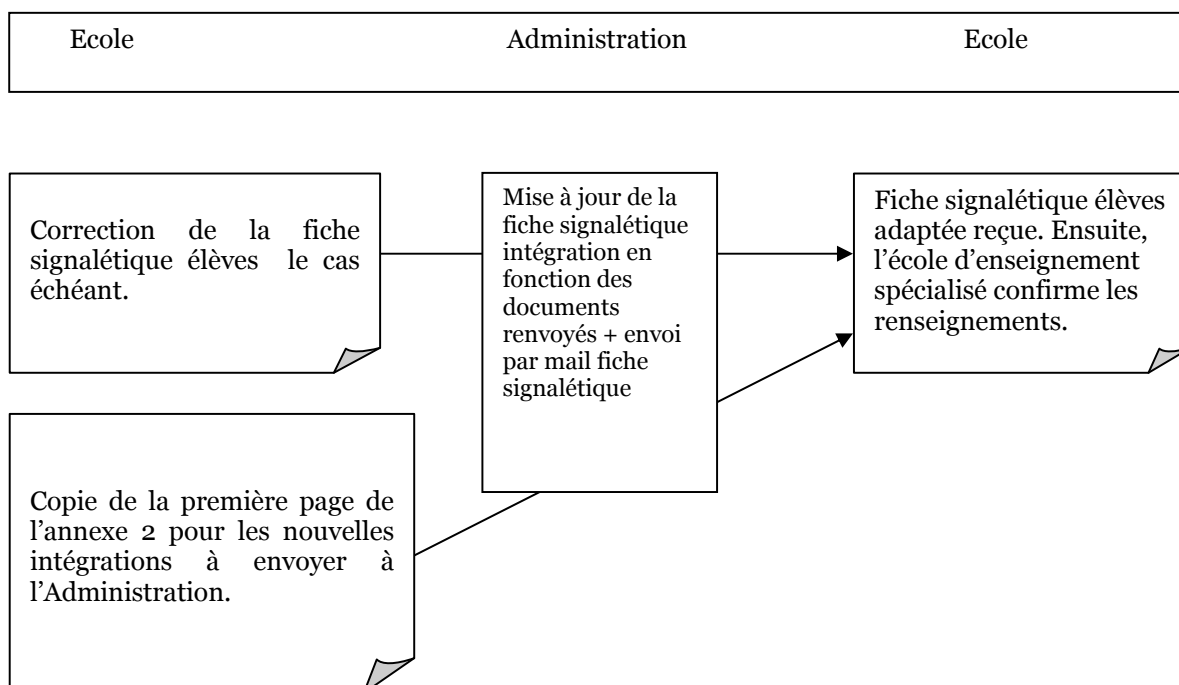 Ecole Administration Ecole
Correction de la fiche
signalétique élèves le cas
échéant.
Mise à jour de la
fiche signalétique
intégration en
fonction des
documents
renvoyés + envoi
par mail fiche
signalétique
Fiche signalétique élèves
adaptée reçue. Ensuite,
l’école d’enseignement
spécialisé confirme les
renseignements.
Copie de la première page de
l’annexe 2 pour les nouvelles
intégrations à envoyer à
l’Administration.